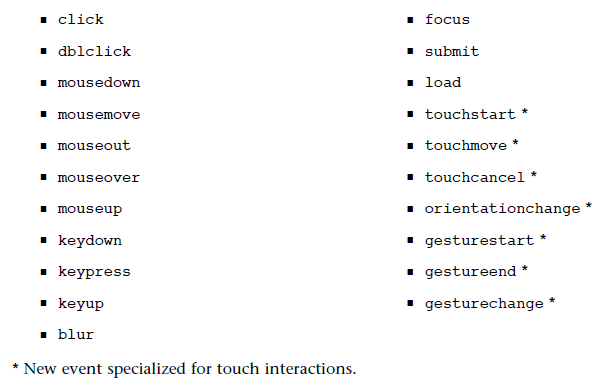 ▪ click
▪ dblclick
▪ mousedown
▪ mousemove
▪ mouseout
▪ mouseover
▪ mouseup
▪ keydown
▪ keypress
▪ keyup
▪ blur
▪ focus
▪ submit
▪ load
▪ touchstart *
▪ touchmove *
▪ touchcancel *
▪ orientationchange *
▪ gesturestart *
▪ gestureend *
▪ gesturechange *
* New event specialized for touch interactions.